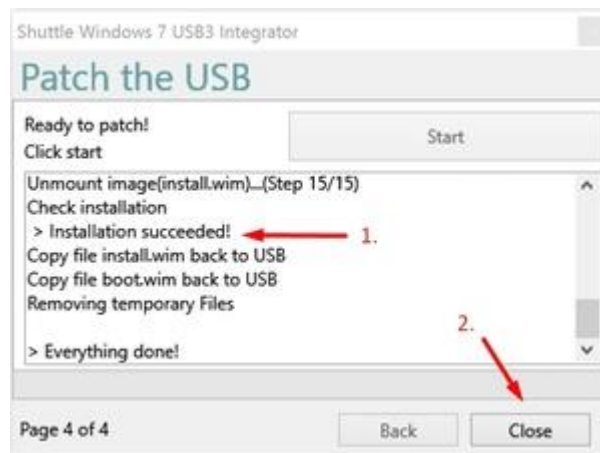 Shuttle Windows 7 USB3 Integrator
Patch the USB
Ready to patch!
Click start
Start
Unmount image(install.wim)...(Step 15/15)
Check installation
> Installation succeeded!
1.
Copy file install.wim back to USB
Copy file boot.wim back to USB
Removing temporary Files
2.
> Everything done!
Page 4 of 4
Back
Close